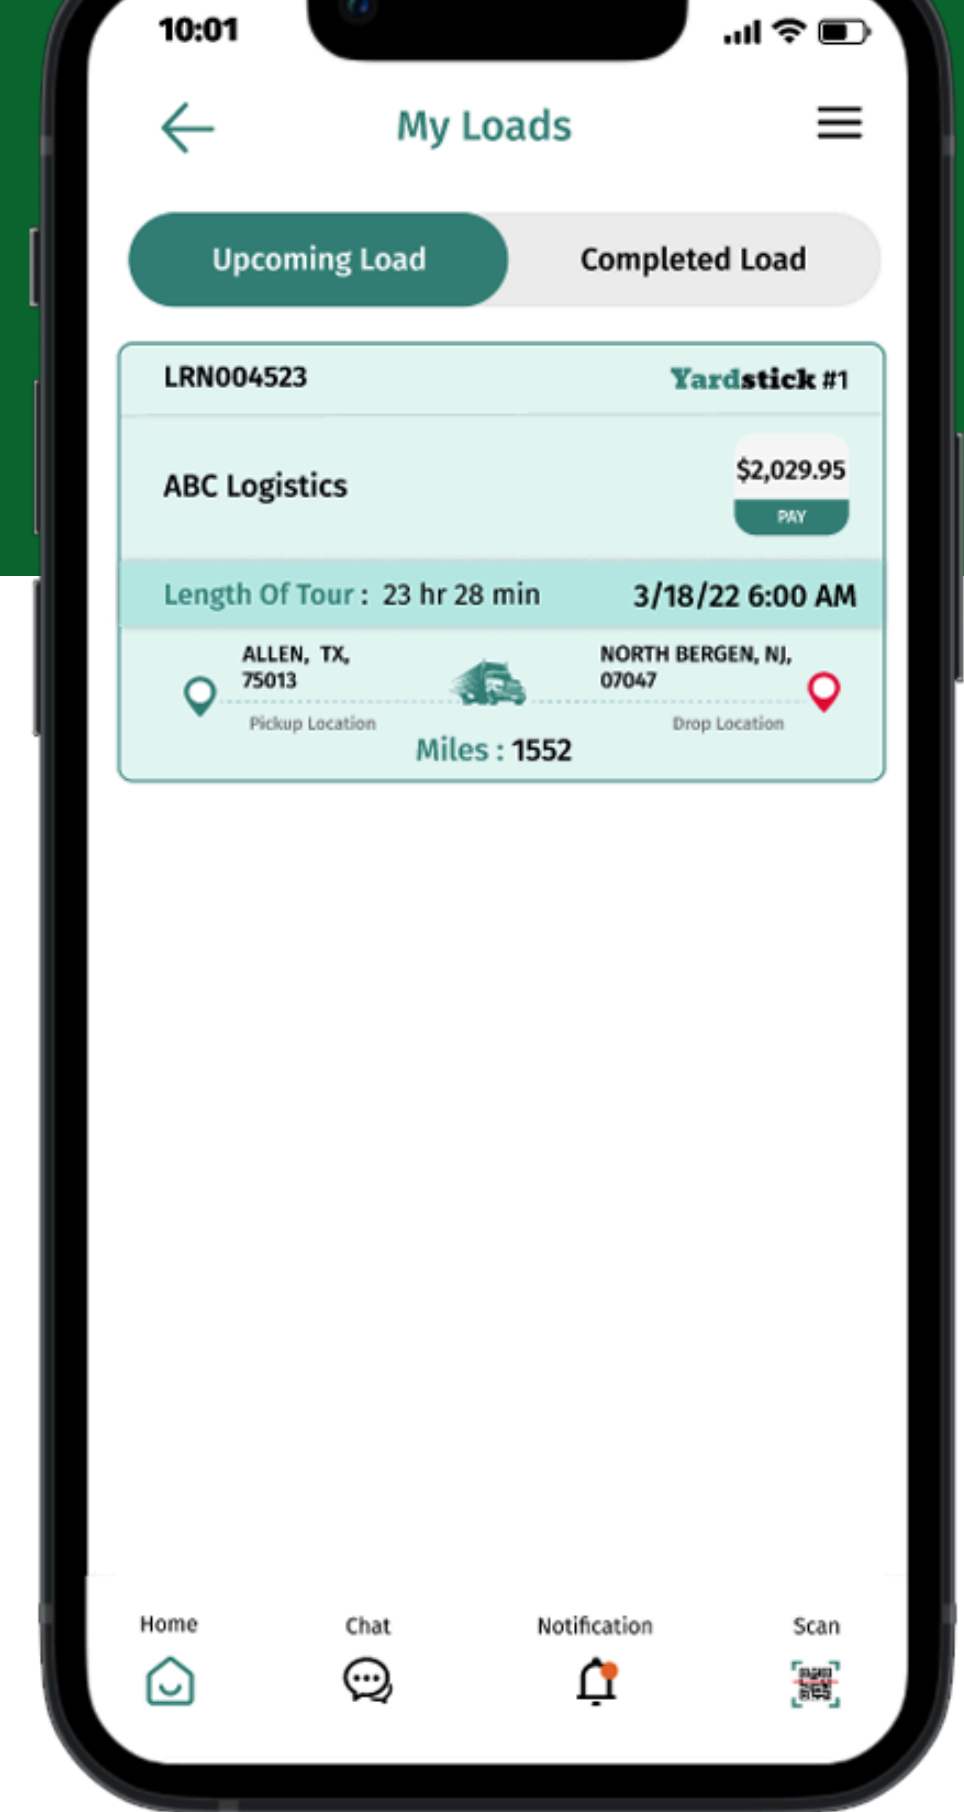 10:01
My Loads
Upcoming Load
Completed Load
LRN004523
Yardstick #1
ABC Logistics
$2,029.95
PAY
Length Of Tour : 23 hr 28 min
3/18/22 6:00 AM
ALLEN, TX,
75013
NORTH BERGEN, NJ,
07047
Pickup Location
Drop Location
Miles : 1552
Home
Chat
Notification
Scan